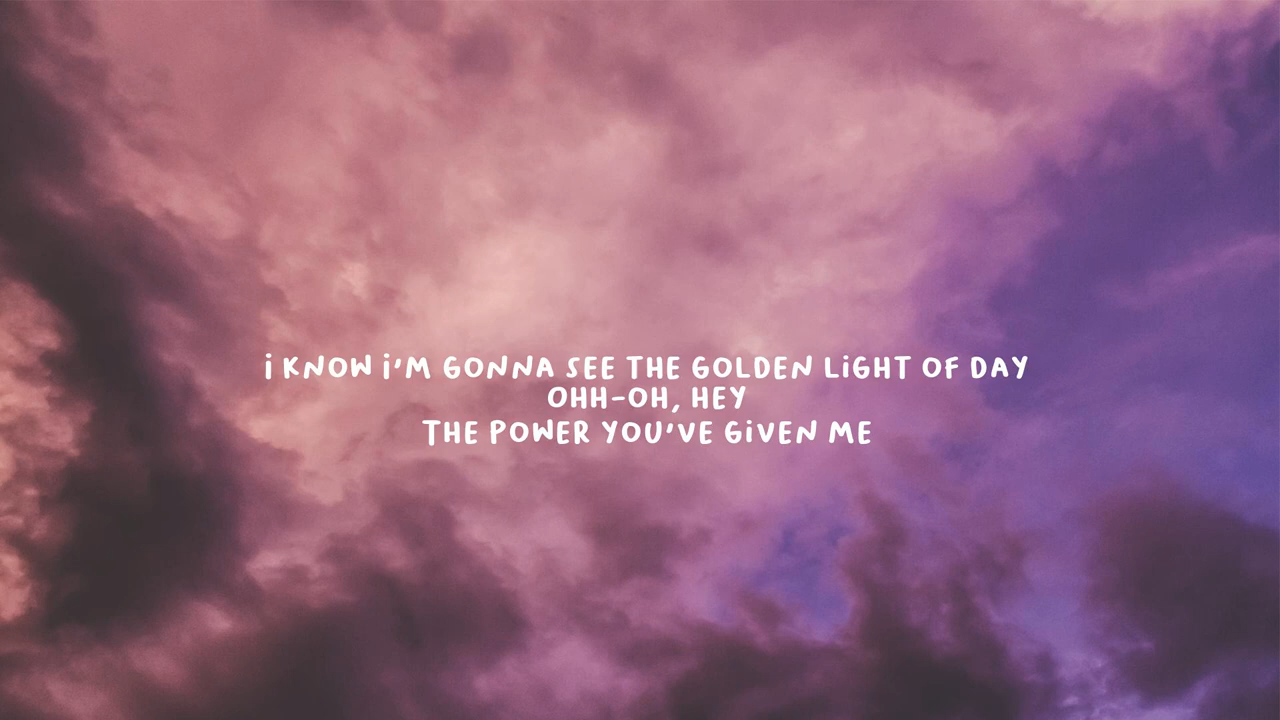 i KNOW i'M GONNA SEE THE GOLDEN LiGHT OF DAY
OHH-OH, HEY
THE POWER YOU'VE GiVEN ME